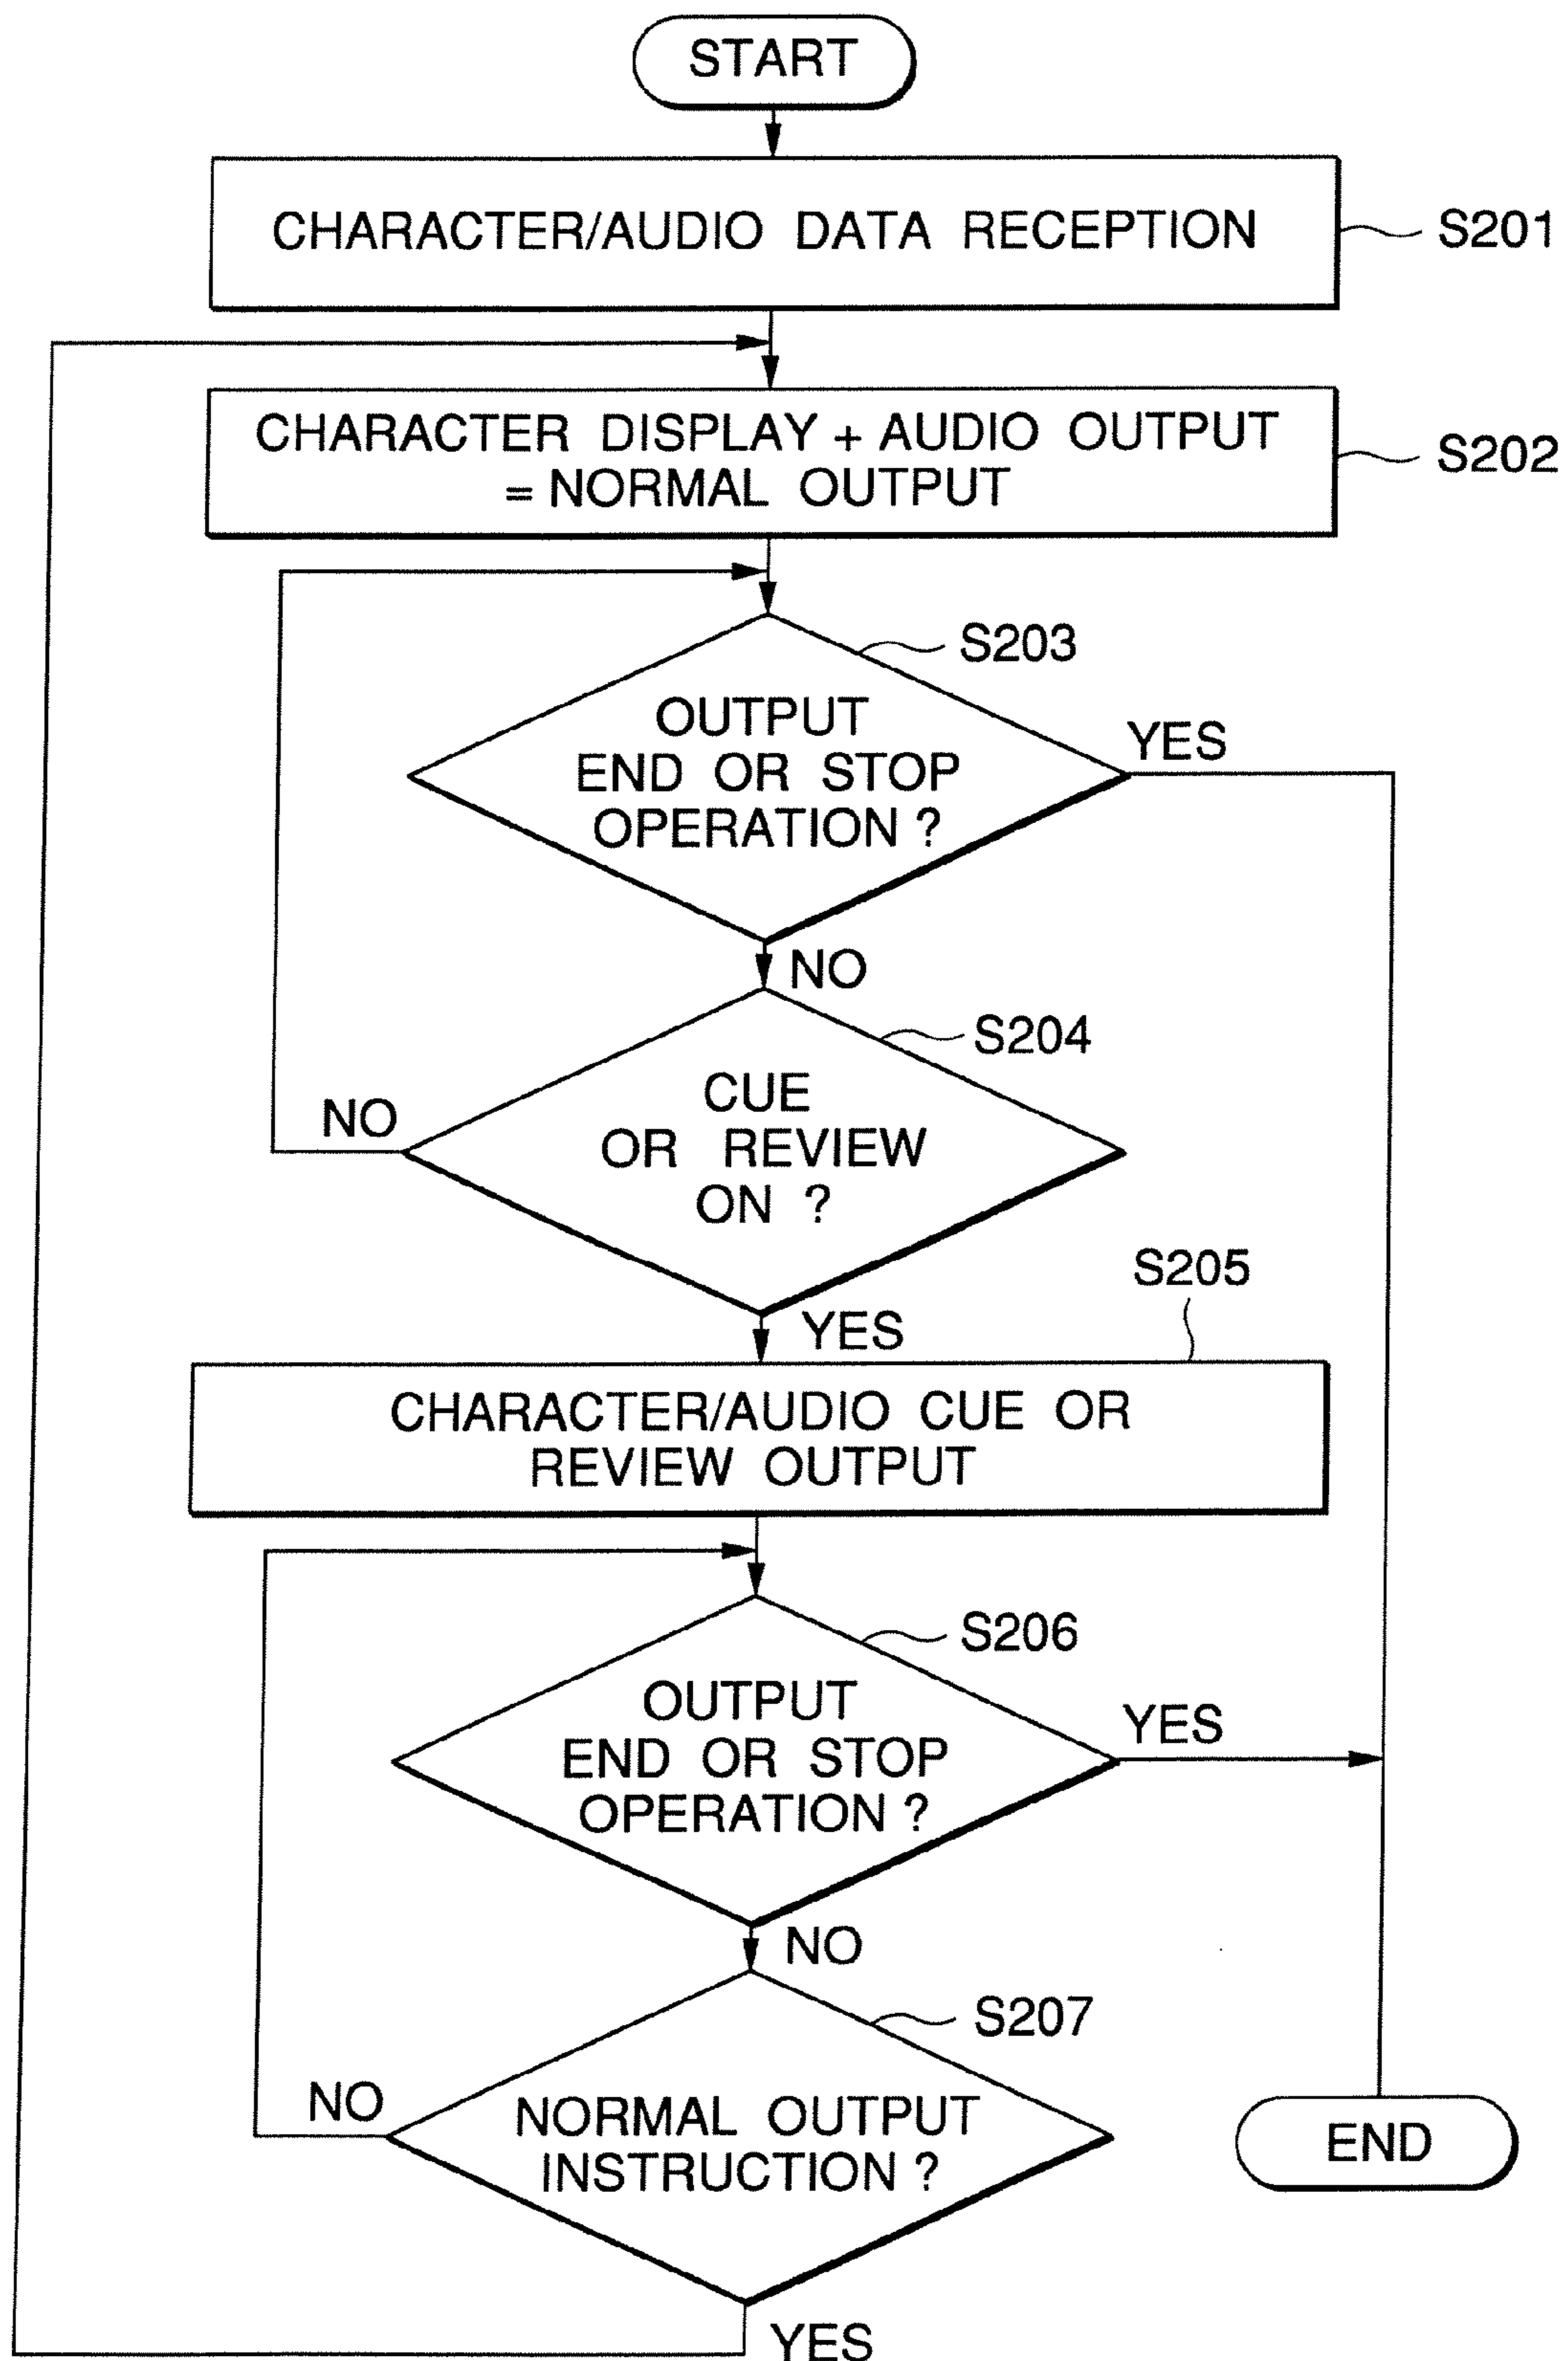 START
CHARACTER/AUDIO DATA RECEPTION
S201
CHARACTER DISPLAY + AUDIO OUTPUT
= NORMAL OUTPUT
S202
S203
OUTPUT
END OR STOP
OPERATION ?
YES
NO
S204
CUE
OR REVIEW
ON ?
NO
YES
S205
CHARACTER/AUDIO CUE OR
REVIEW OUTPUT
S206
OUTPUT
END OR STOP
OPERATION ?
YES
NO
S207
NORMAL OUTPUT
INSTRUCTION ?
NO
YES
END